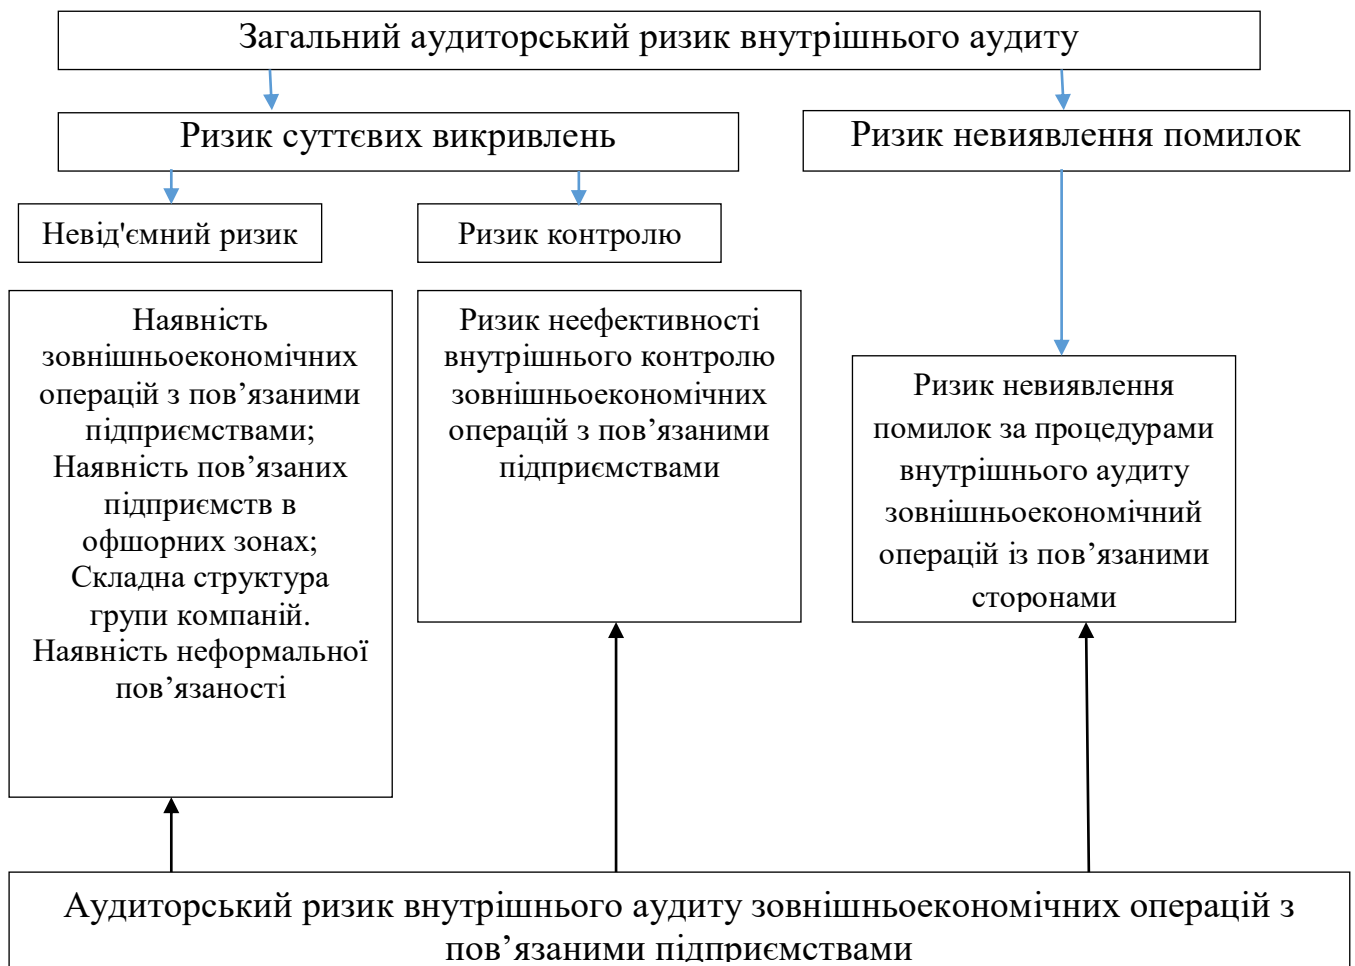 Загальний аудиторський ризик внутрішнього аудиту
Ризик суттєвих викривлень
Ризик невиявлення помилок
Невід'ємний ризик
Ризик контролю
Наявність
зовнішньоекономічних
операцій з пов’язаними
підприємствами;
Наявність пов’язаних
підприємств в
офшорних зонах;
Складна структура
групи компаній.
Наявність неформальної
пов’язаності
Ризик неефективності
внутрішнього контролю
зовнішньоекономічних
операцій з пов’язаними
підприємствами
Ризик невиявлення
помилок за процедурами
внутрішнього аудиту
зовнішньоекономічний
операцій із пов’язаними
сторонами
Аудиторський ризик внутрішнього аудиту зовнішньоекономічних операцій з
пов’язаними підприємствами